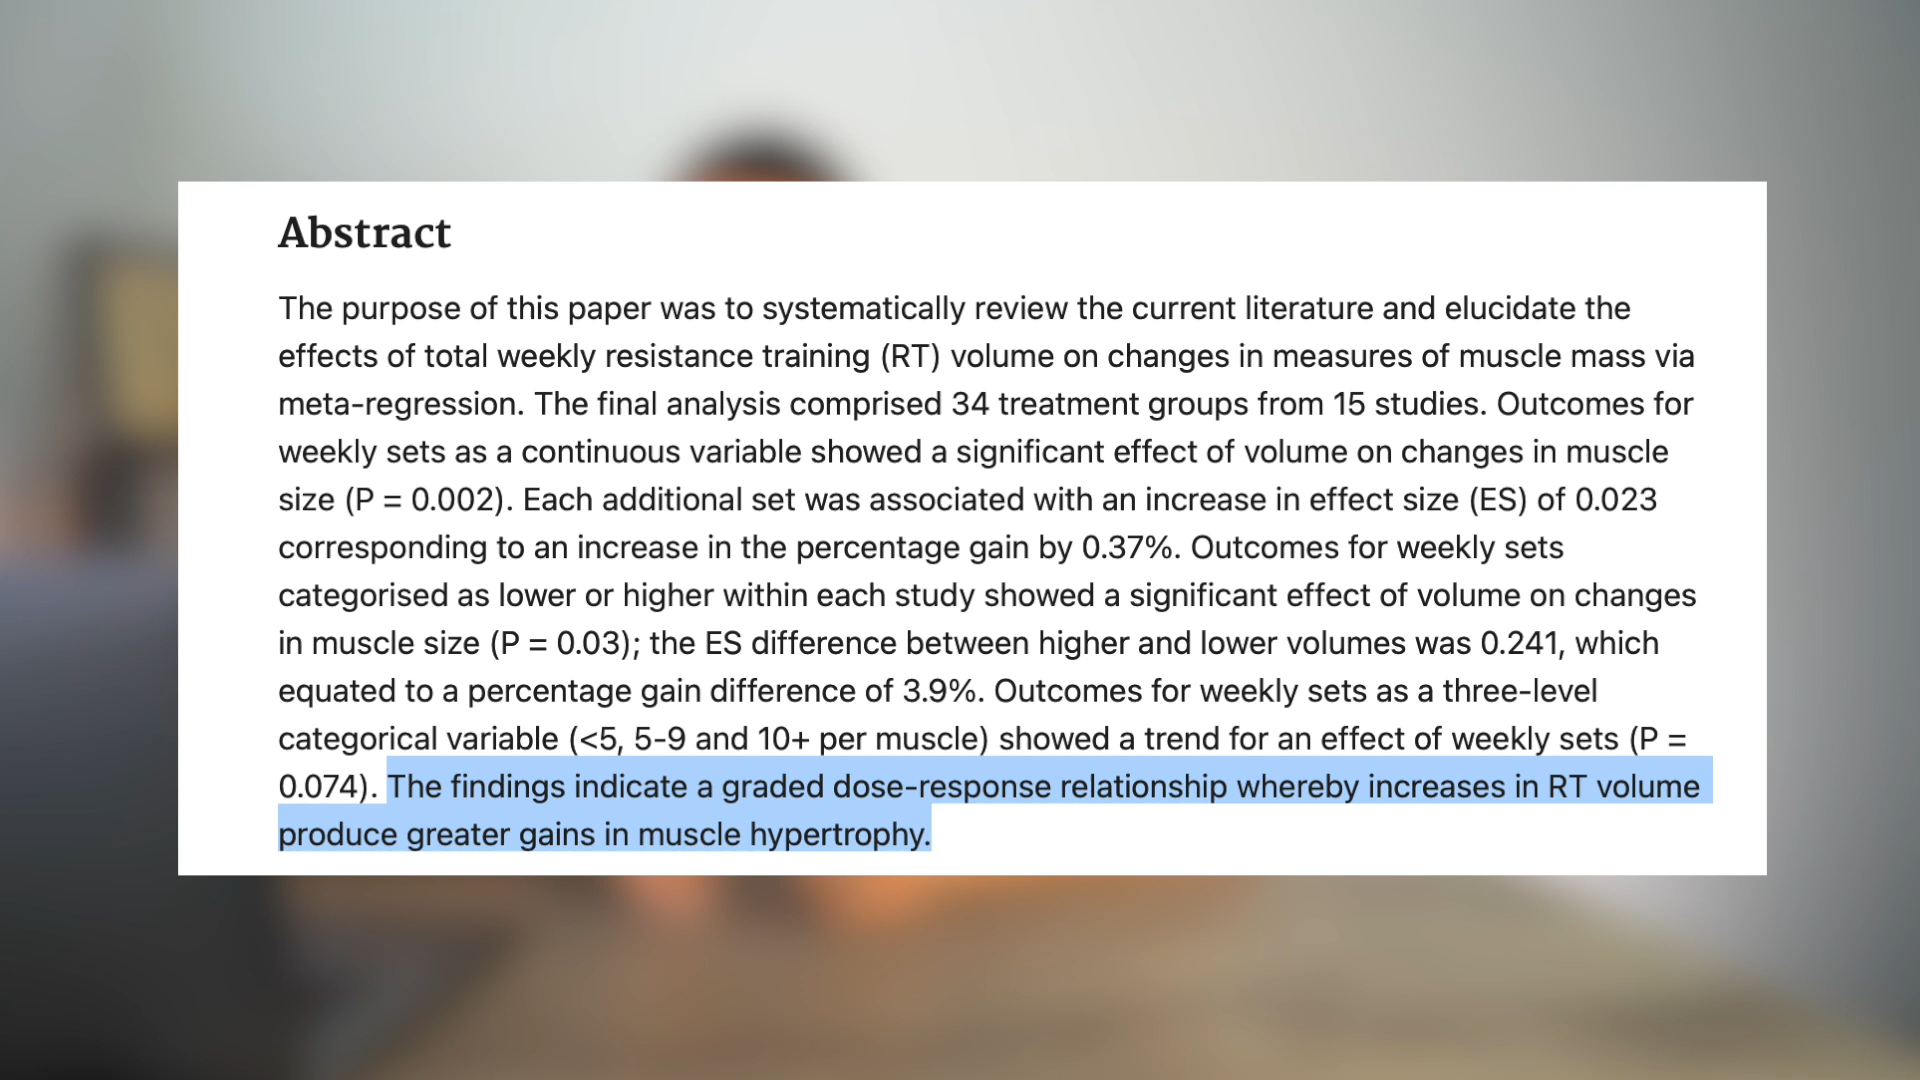 Abstract
The purpose of this paper was to systematically review the current literature and elucidate the
effects of total weekly resistance training (RT) volume on changes in measures of muscle mass via
meta-regression. The final analysis comprised 34 treatment groups from 15 studies. Outcomes for
weekly sets as a continuous variable showed a significant effect of volume on changes in muscle
size (P = 0.002). Each additional set was associated with an increase in effect size (ES) of 0.023
corresponding to an increase in the percentage gain by 0.37%. Outcomes for weekly sets
categorised as lower or higher within each study showed a significant effect of volume on changes
in muscle size (P = 0.03); the ES difference between higher and lower volumes was 0.241, which
equated to a percentage gain difference of 3.9%. Outcomes for weekly sets as a three-level
categorical variable (<5, 5-9 and 10+ per muscle) showed a trend for an effect of weekly sets (P =
0.074). The findings indicate a graded dose-response relationship whereby increases in RT volume
produce greater gains in muscle hypertrophy.